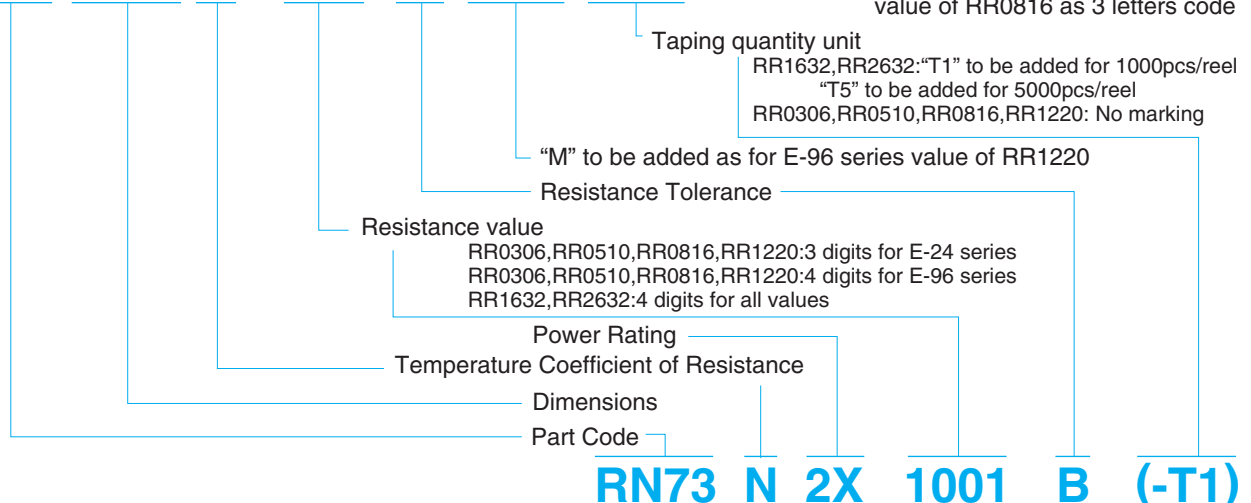 value of RR0816 as 3 letters code
Taping quantity unit
RR1632,RR2632:“T1” to be added for 1000pcs/reel
“T5” to be added for 5000pcs/reel
RR0306,RR0510,RR0816,RR1220: No marking
“M” to be added as for E-96 series value of RR1220
Resistance Tolerance
Resistance value
RR0306,RR0510,RR0816,RR1220:3 digits for E-24 series
RR0306,RR0510,RR0816,RR1220:4 digits for E-96 series
RR1632,RR2632:4 digits for all values
Power Rating
Temperature Coefficient of Resistance
Dimensions
Part Code
RN73 N 2X 1001 B (-T1)